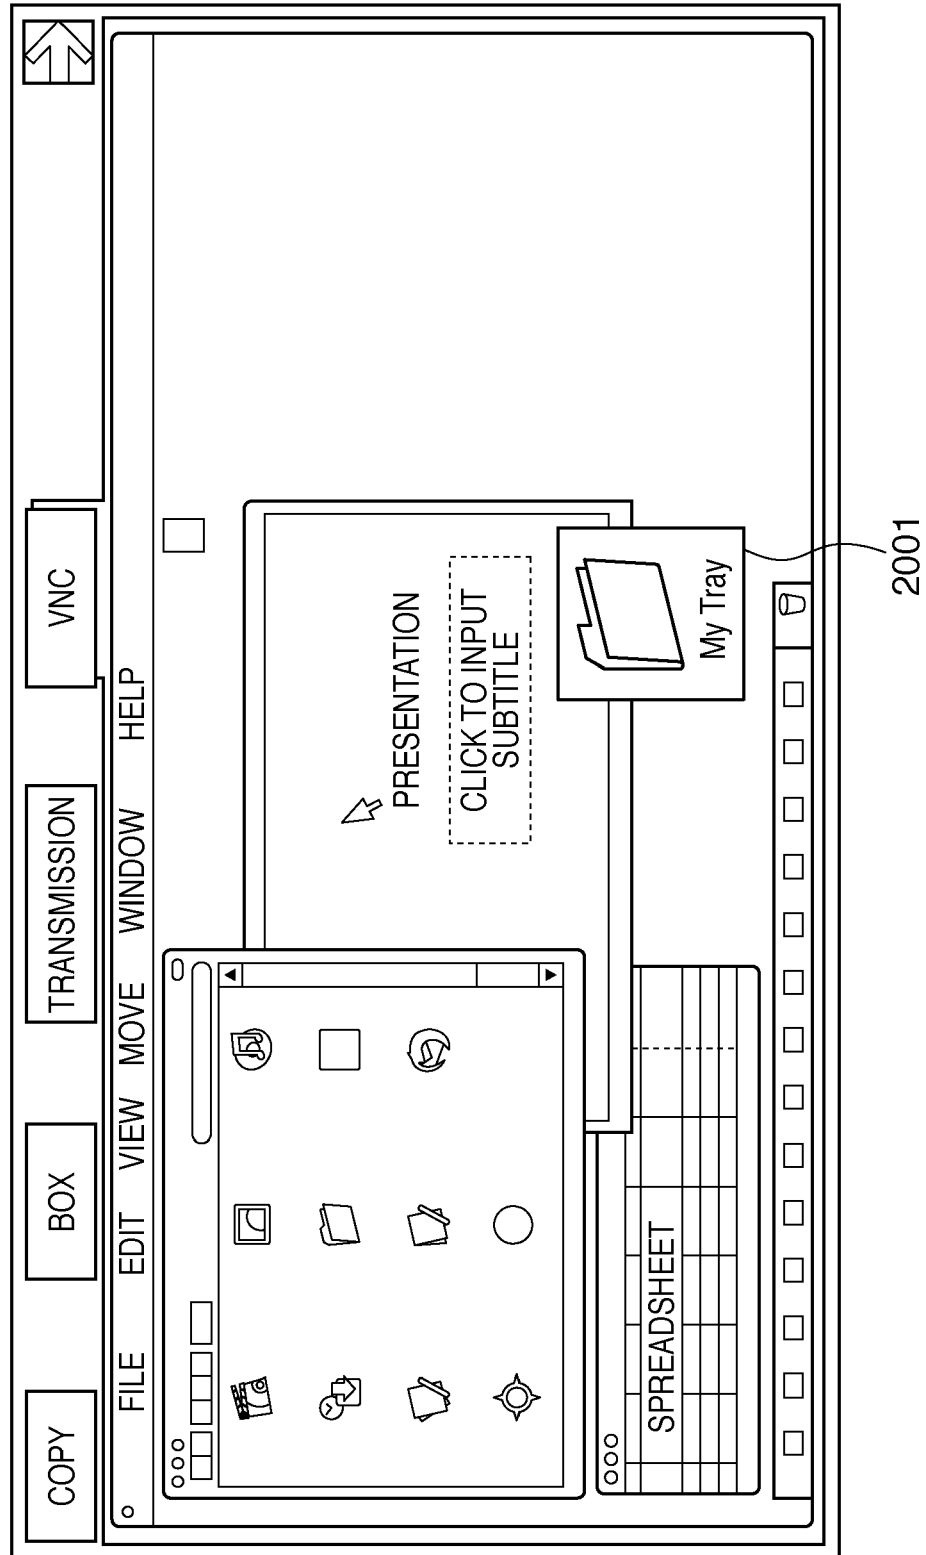 COPY
BOX
TRANSMISSION
VNC
FILE
EDIT
VIEW
MOVE
WINDOW
HELP
PRESENTATION
CLICK TO INPUT
SUBTITLE
My Tray
SPREADSHEET
2001